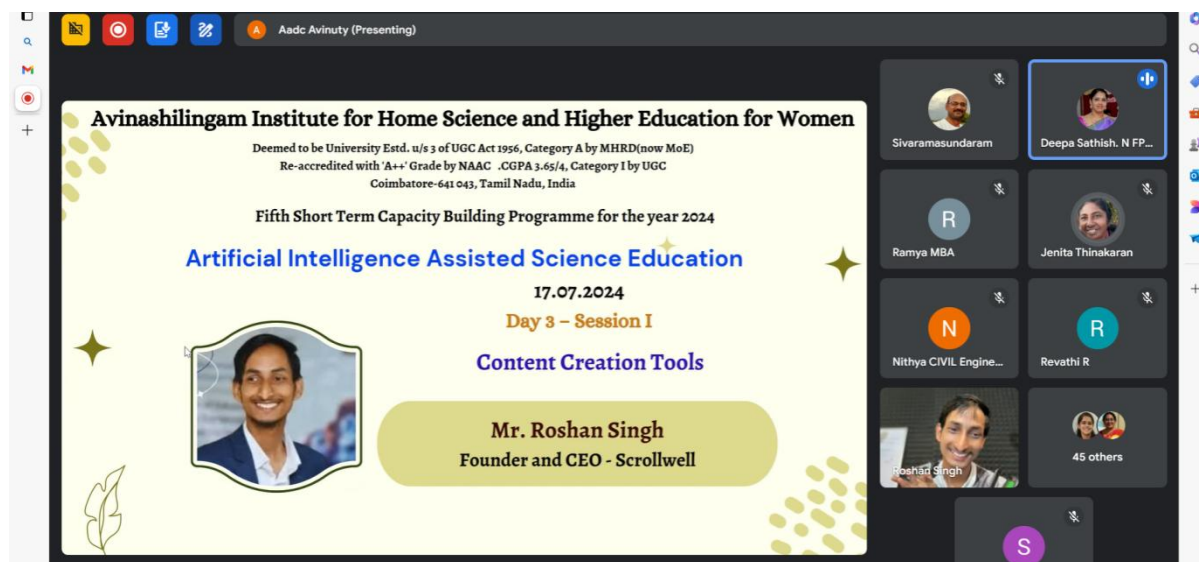 A
Aadc Avinuty (Presenting)
Avinashilingam Institute for Home Science and Higher Education for Women
Deemed to be University Estd. u/s 3 of UGC Act 1956, Category A by MHRD(now MoE)
Re-accredited with 'A++' Grade by NAAC .CGPA 3.65/4, Category I by UGC
Coimbatore-641 043, Tamil Nadu, India
Fifth Short Term Capacity Building Programme for the year 2024
Artificial Intelligence Assisted Science Education
17.07.2024
Day 3 – Session I
Content Creation Tools
Mr. Roshan Singh
Founder and CEO - Scrollwell
Sivaramasundaram
Deepa Sathish. N FP...
R
Ramya MBA
Jenita Thinakaran
N
Nithya CIVIL Engine...
R
Revathi R
Roshan Singh
45 others
S